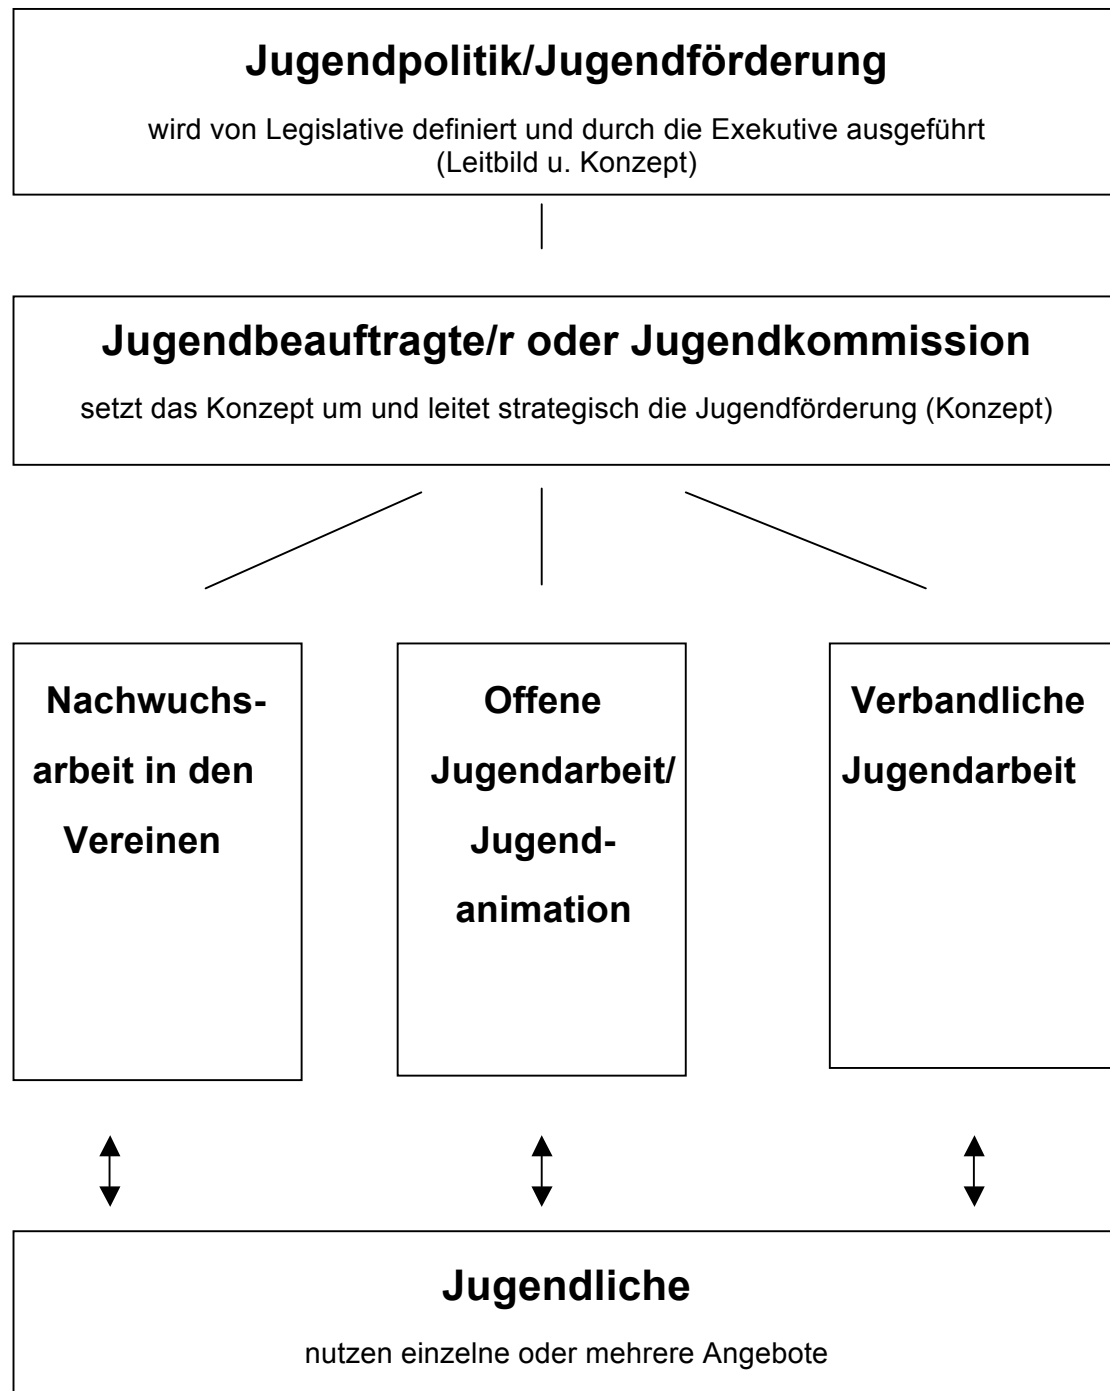 Jugendpolitik/Jugendförderung
wird von Legislative definiert und durch die Exekutive ausgeführt
(Leitbild u. Konzept)
Jugendbeauftragte/r oder Jugendkommission
setzt das Konzept um und leitet strategisch die Jugendförderung (Konzept)
Nachwuchs-
arbeit in den
Vereinen
Offene
Jugendarbeit/
Jugend-
animation
Verbandliche
Jugendarbeit
Jugendliche
nutzen einzelne oder mehrere Angebote